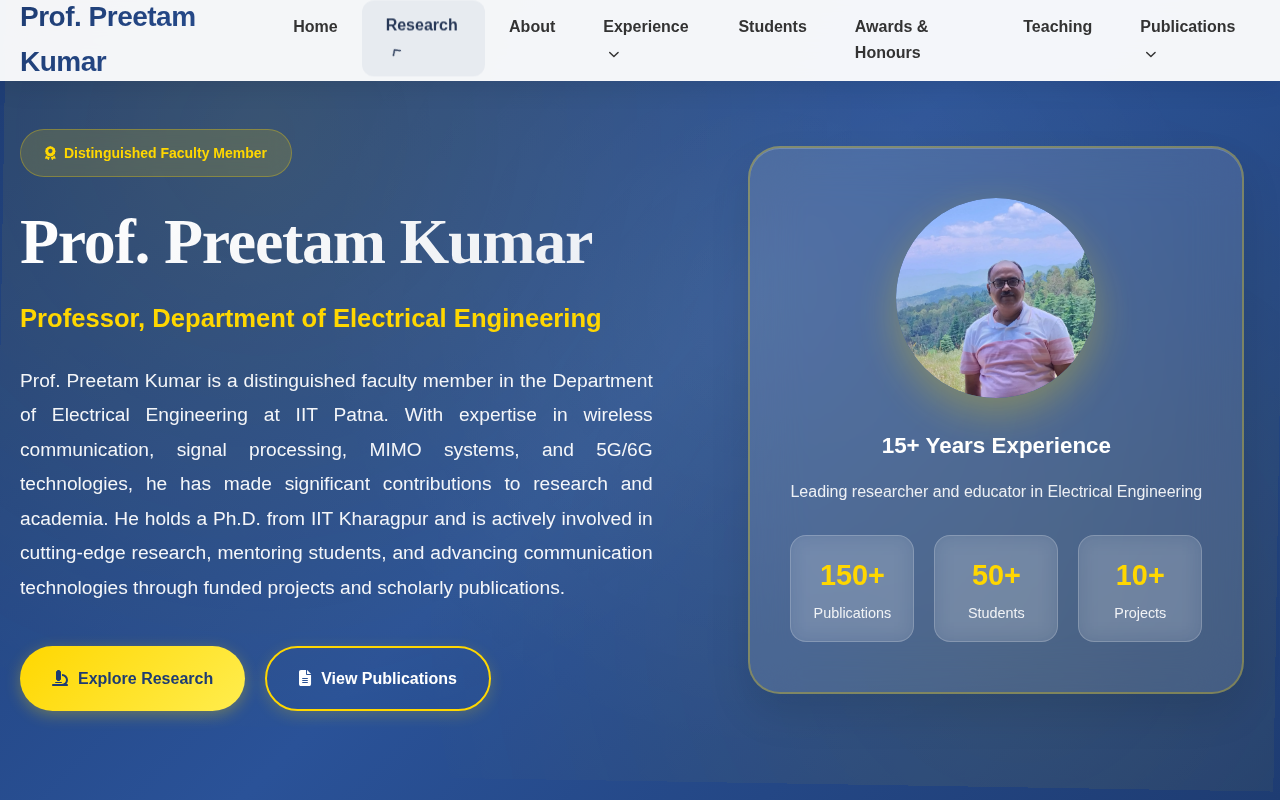 Prof. Preetam
Kumar
Home
Research
About
Experience
Students
Awards &
Honours
Teaching
Publications
Distinguished Faculty Member
Prof. Preetam Kumar
Professor, Department of Electrical Engineering
Prof. Preetam Kumar is a distinguished faculty member in the Department
of Electrical Engineering at IIT Patna. With expertise in wireless
communication, signal processing, MIMO systems, and 5G/6G
technologies, he has made significant contributions to research and
academia. He holds a Ph.D. from IIT Kharagpur and is actively involved in
cutting-edge research, mentoring students, and advancing communication
technologies through funded projects and scholarly publications.
Explore Research
View Publications
15+ Years Experience
Leading researcher and educator in Electrical Engineering
150+
Publications
50+
Students
10+
Projects